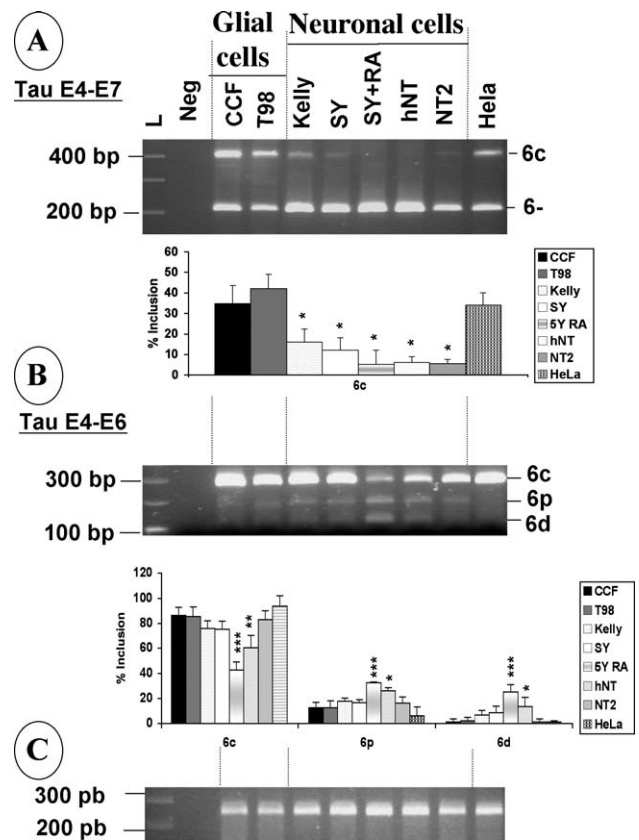 A
Glial cells
Neuronal cells
Tau E4-E7
L
Neg
CCF
T98
Kelly
SY
SY+RA
hNT
NT2
Hela
400 bp
6c
200 bp
6-
% Inclusion
60
50
40
30
20
10
0
* * * * *
6c
CCF
T98
Kelly
SY
5Y RA
hNT
NT2
HeLa
B
Tau E4-E6
300 bp
6c
6p
100 bp
6d
% Inclusion
120
100
80
60
40
20
0
*** **
*** *
*** *
6c
6p
6d
CCF
T98
Kelly
SY
5Y RA
hNT
NT2
HeLa
C
300 pb
200 pb